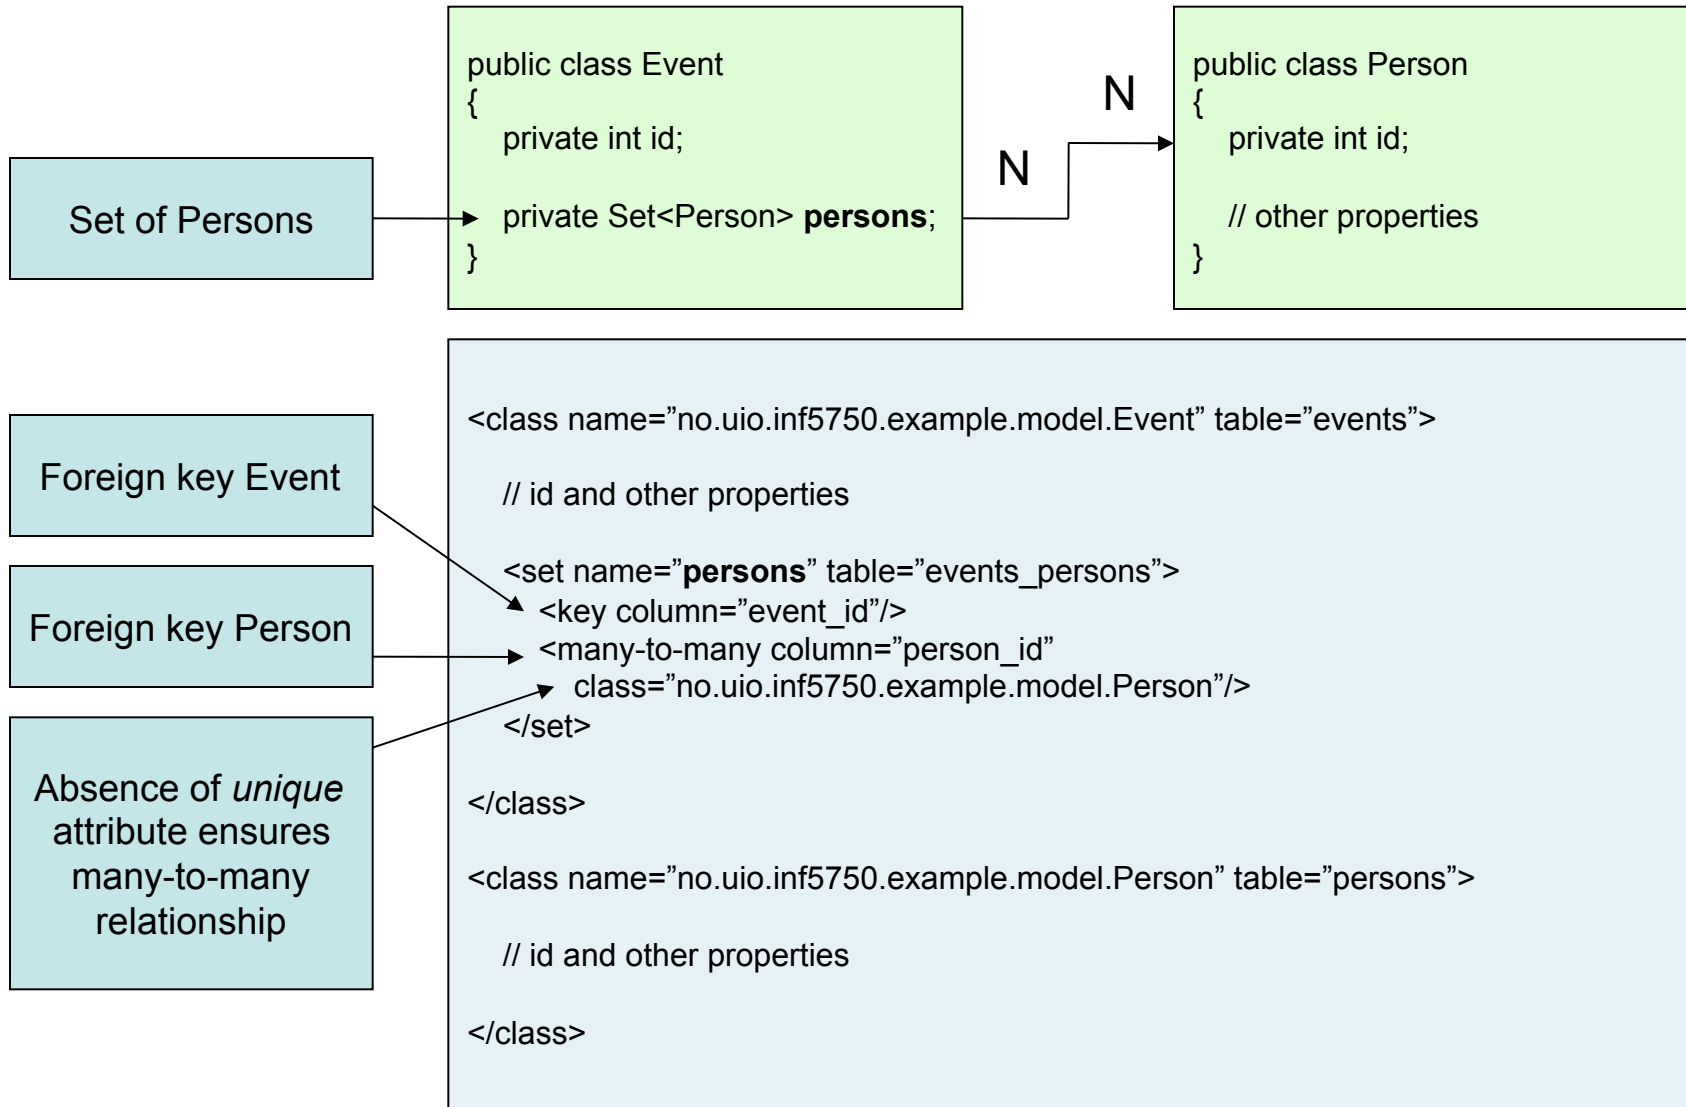 public class Event
{
private int id;
private Set<Person> persons;
}
N
N
public class Person
{
private int id;
// other properties
}
Set of Persons
Foreign key Event
Foreign key Person
Absence of unique
attribute ensures
many-to-many
relationship
<class name=”no.uio.inf5750.example.model.Event” table=”events”>
// id and other properties
<set name=”persons” table=”events_persons”>
<key column=”event_id”/>
<many-to-many column=”person_id”
class=”no.uio.inf5750.example.model.Person”/>
</set>
</class>
<class name=”no.uio.inf5750.example.model.Person” table=”persons”>
// id and other properties
</class>